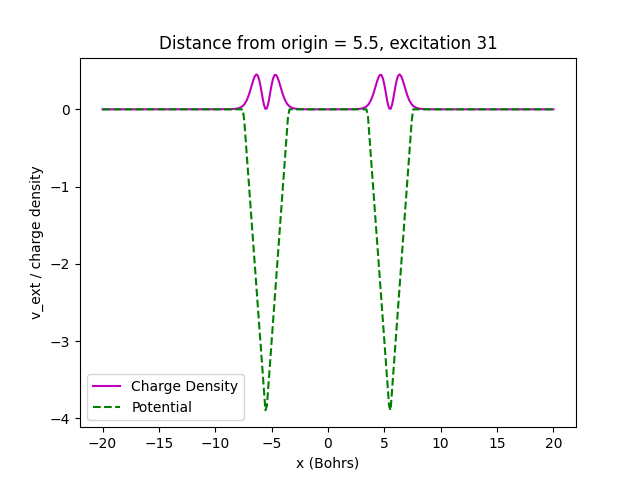 Distance from origin = 5.5, excitation 31
v_ext / charge density
0
−1
−2
−3
−4
Charge Density
Potential
−20 −15 −10 −5 0 5 10 15 20
x (Bohrs)